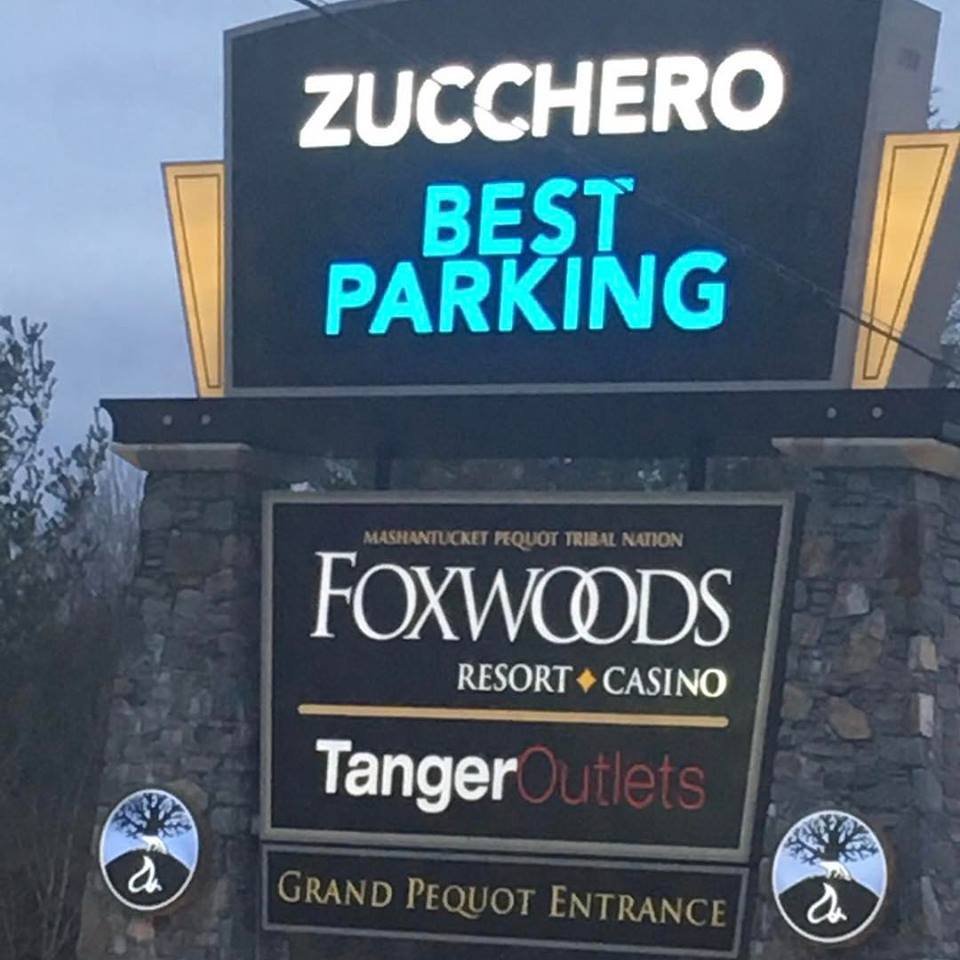 ZUCCHERO
BEST
PARKING
MASHANTUCKET PEQUOT TRIBAL NATION
FOXWOODS
RESORT♦CASINO
TangerOutlets
GRAND PEQUOT ENTRANCE